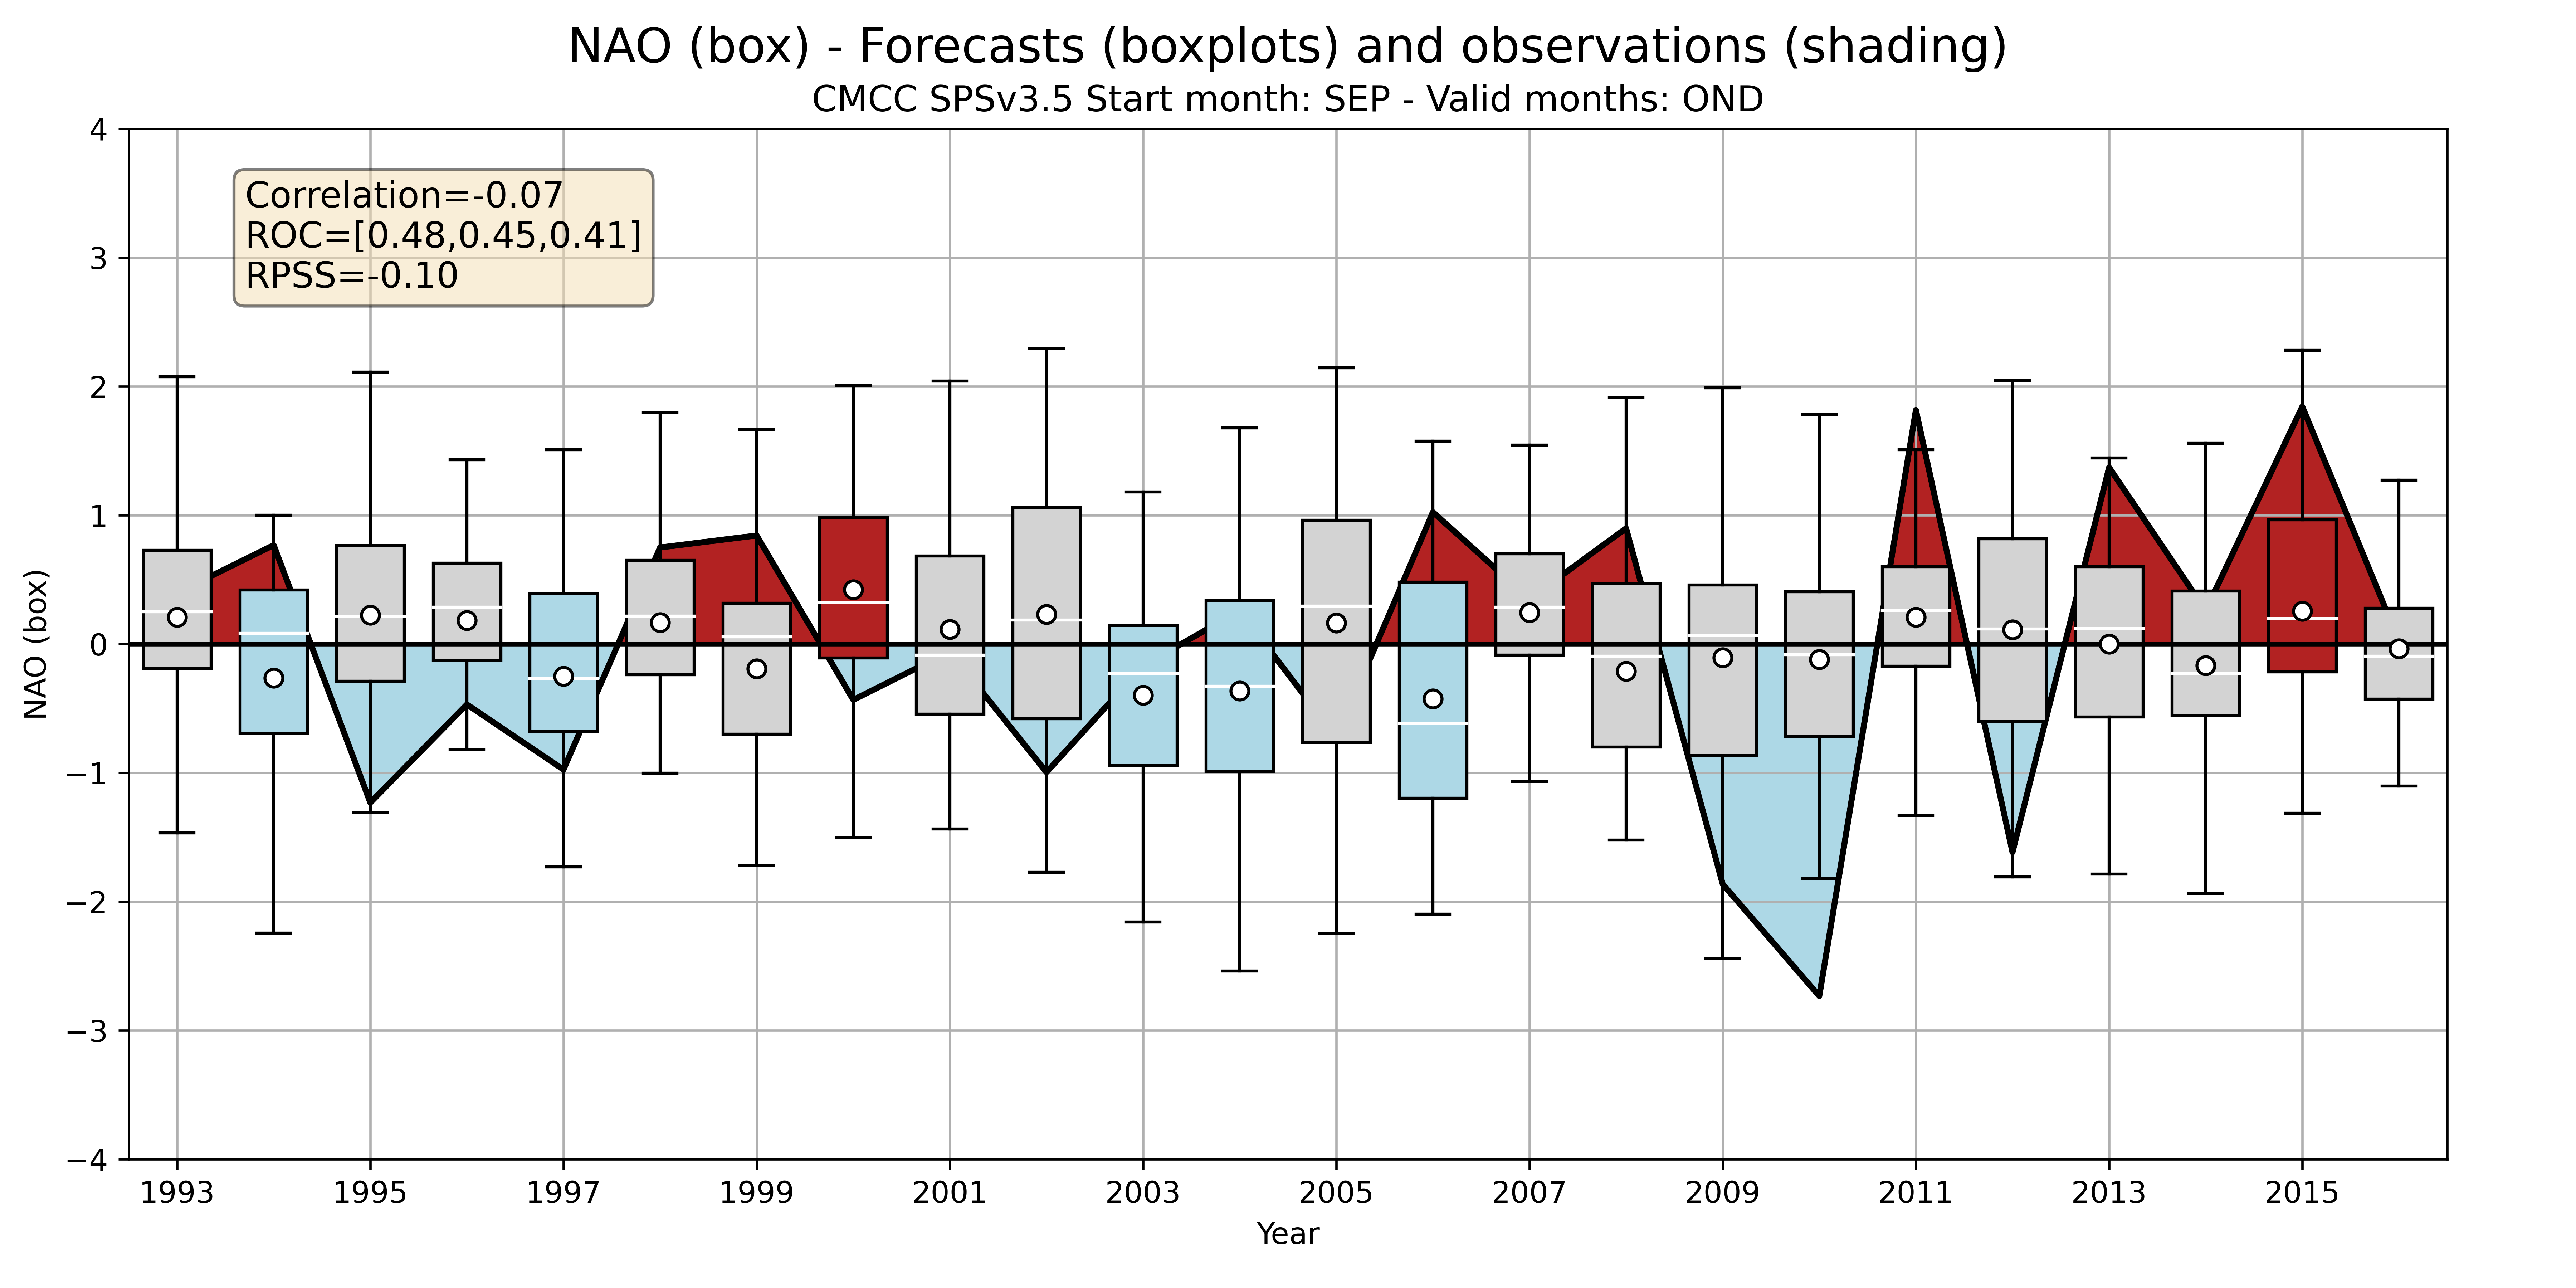 NAO (box) - Forecasts (boxplots) and observations (shading)
CMCC SPSv3.5 Start month: SEP - Valid months: OND
Correlation=-0.07
ROC=[0.48,0.45,0.41]
RPSS=-0.10
NAO (box)
4
3
2
1
0
−1
−2
−3
−4
1993 1995 1997 1999 2001 2003 2005 2007 2009 2011 2013 2015
Year